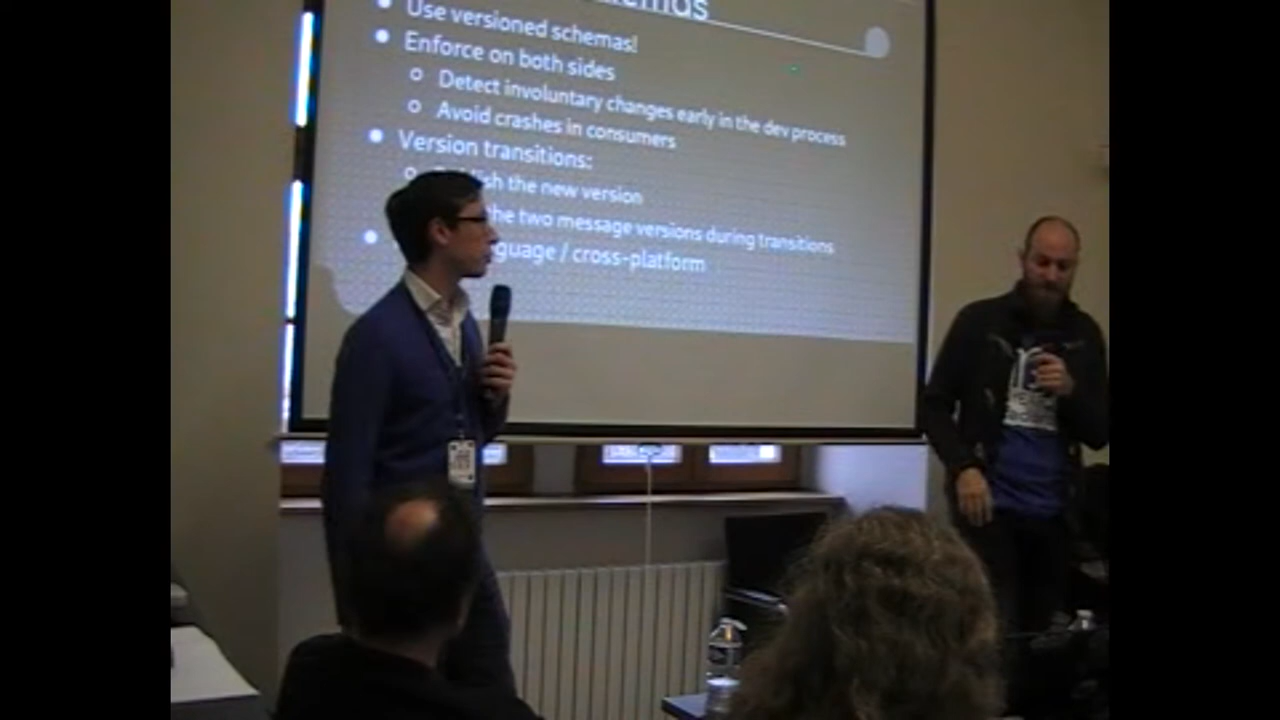 Use versioned schemas!
Enforce on both sides
Detect involuntary changes early in the dev process
Avoid crashes in consumers
Version transitions:
the new version
the two message versions during transitions
/ cross-platform